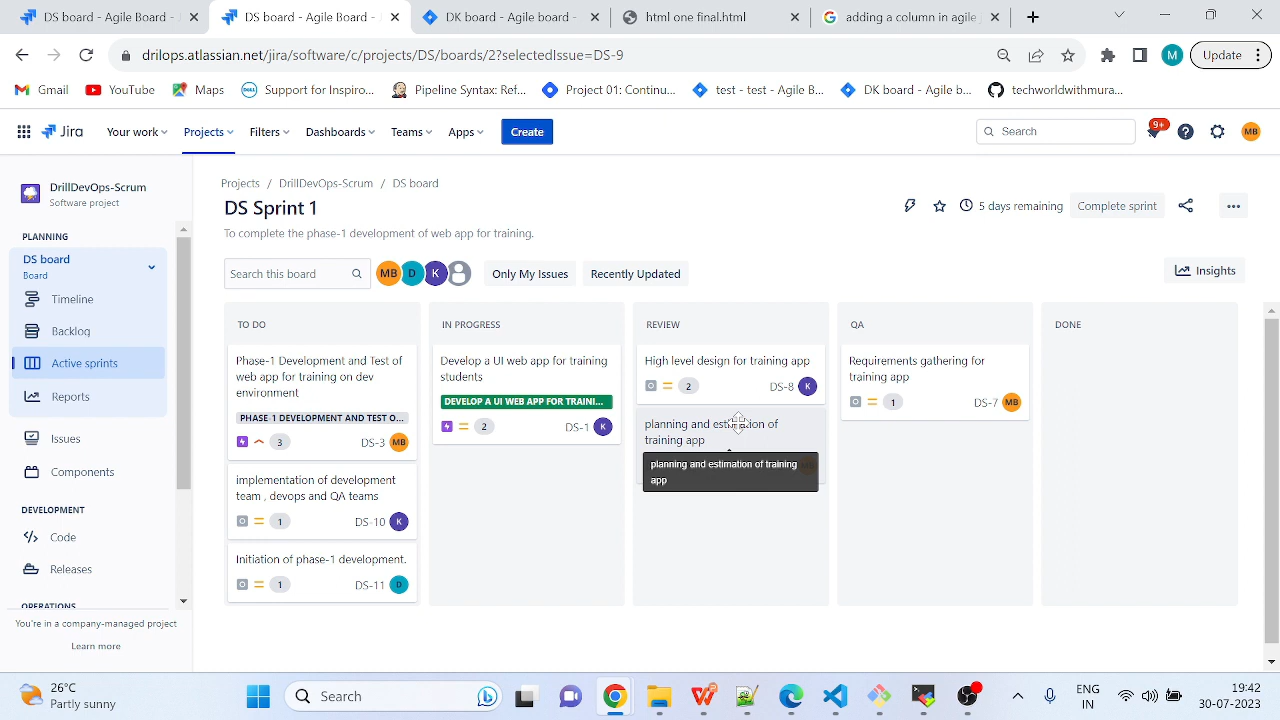 DS board - Agile board -
DS board - Agile board -
DK board - Agile board -
html one final.html
adding a column in agile
drilops.atlassian.net/jira/software/c/projects/DS/boards/2?selectedIssue=DS-9
M
Update
Gmail
YouTube
Maps
Support for Inspiro...
Pipeline Syntax: Ref...
Project 01: Continu...
test - test - Agile B...
DK board - Agile b...
techworldwithmura...
Jira
Your work
Projects
Filters
Dashboards
Teams
Apps
Create
Search
9+
MB
DrillDevOps-Scrum
Software project
PLANNING
DS board
Board
Timeline
Backlog
Active sprints
Reports
Issues
Components
DEVELOPMENT
Code
Releases
OPERATIONS
You're in a company-managed project
Learn more
Projects / DrillDevOps-Scrum / DS board
DS Sprint 1
5 days remaining
Complete sprint
To complete the phase-1 development of web app for training.
Search this board
MB D K
Only My Issues
Recently Updated
Insights
TO DO
Phase-1 Development and Test of
web app for training on dev
environment
PHASE-1 DEVELOPMENT AND TEST O...
3 DS-3 MB
Implementation of development
team , devops and QA teams
1 DS-10 K
Initiation of phase-1 development.
1 DS-11 D
IN PROGRESS
Develop a UI web app for training
students
DEVELOP A UI WEB APP FOR TRAINI...
2 DS-1 K
REVIEW
High level design for training app
2 DS-8 K
planning and estimation of
training app
planning and estimation of training
app
QA
Requirements gathering for
training app
1 DS-7 MB
DONE
26°C
Partly sunny
Search
ENG
IN
19:42
30-07-2023